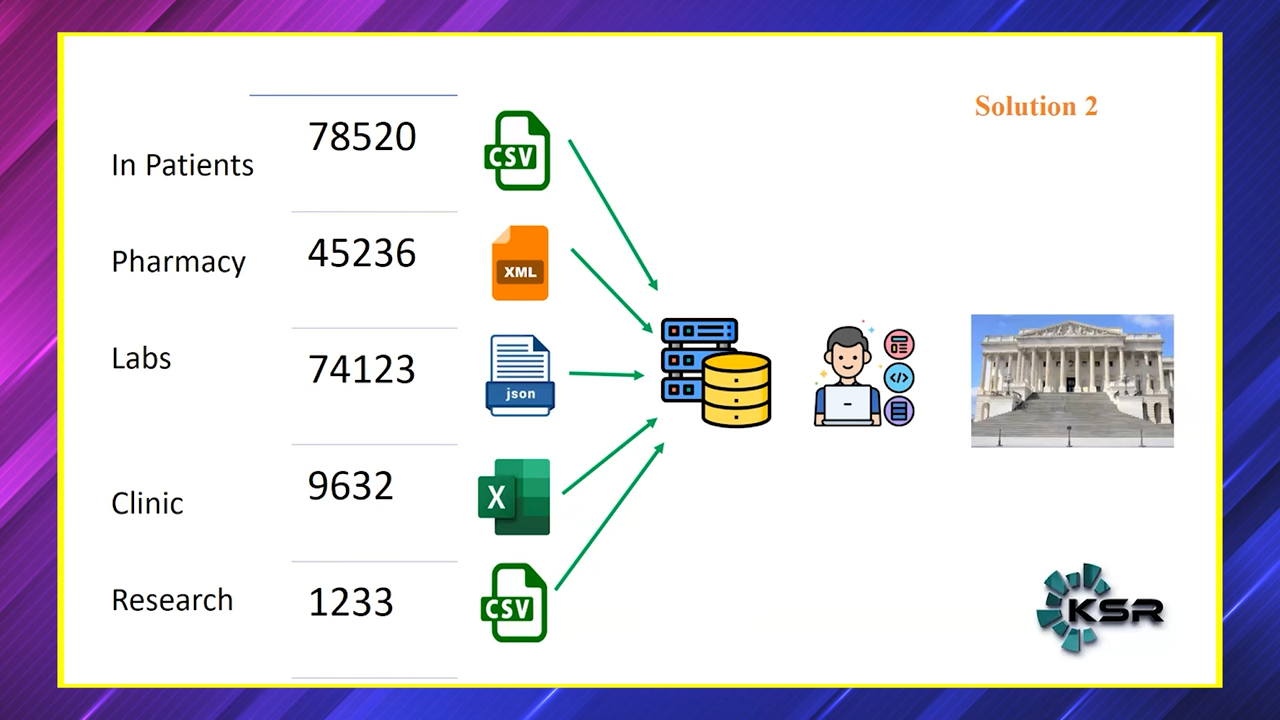 Solution 2
In Patients 78520 CSV
Pharmacy 45236 XML
Labs 74123 json
Clinic 9632 X
Research 1233 CSV
KSR